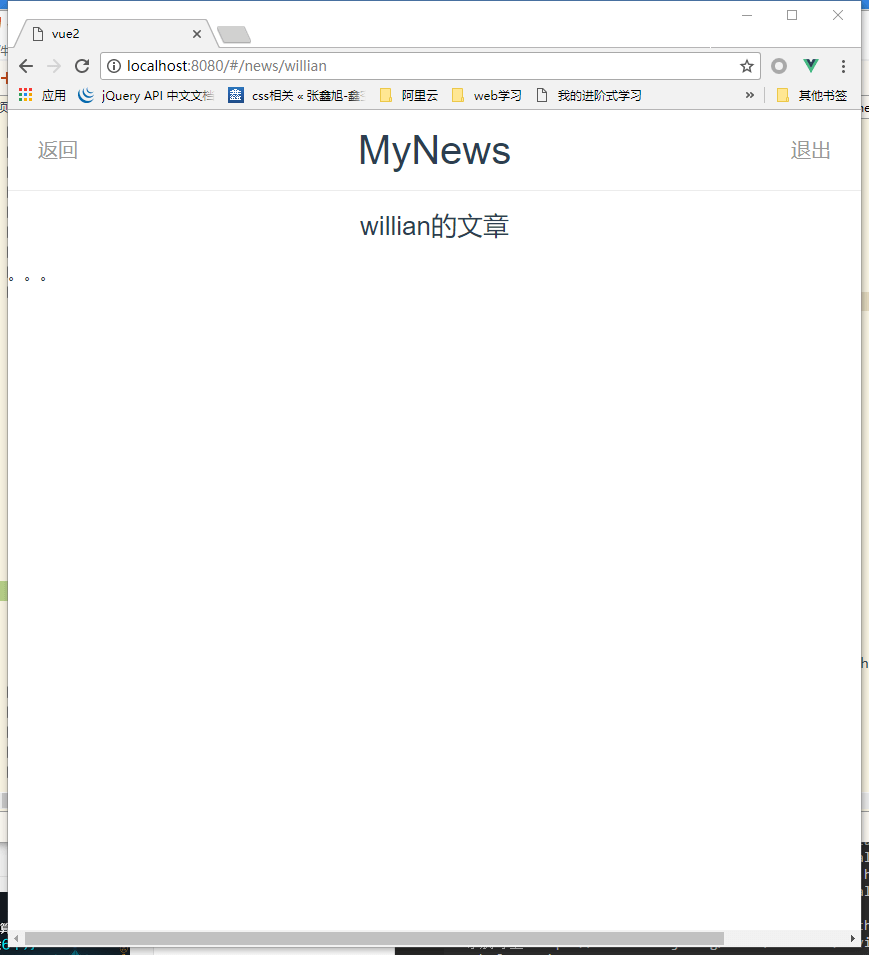 vue2
localhost:8080/#/news/willian
应用 jQuery API 中文文档 css相关 « 张鑫旭-鑫 阿里云 web学习 我的进阶式学习 » 其他书签
返回 MyNews 退出
willian的文章
。。。